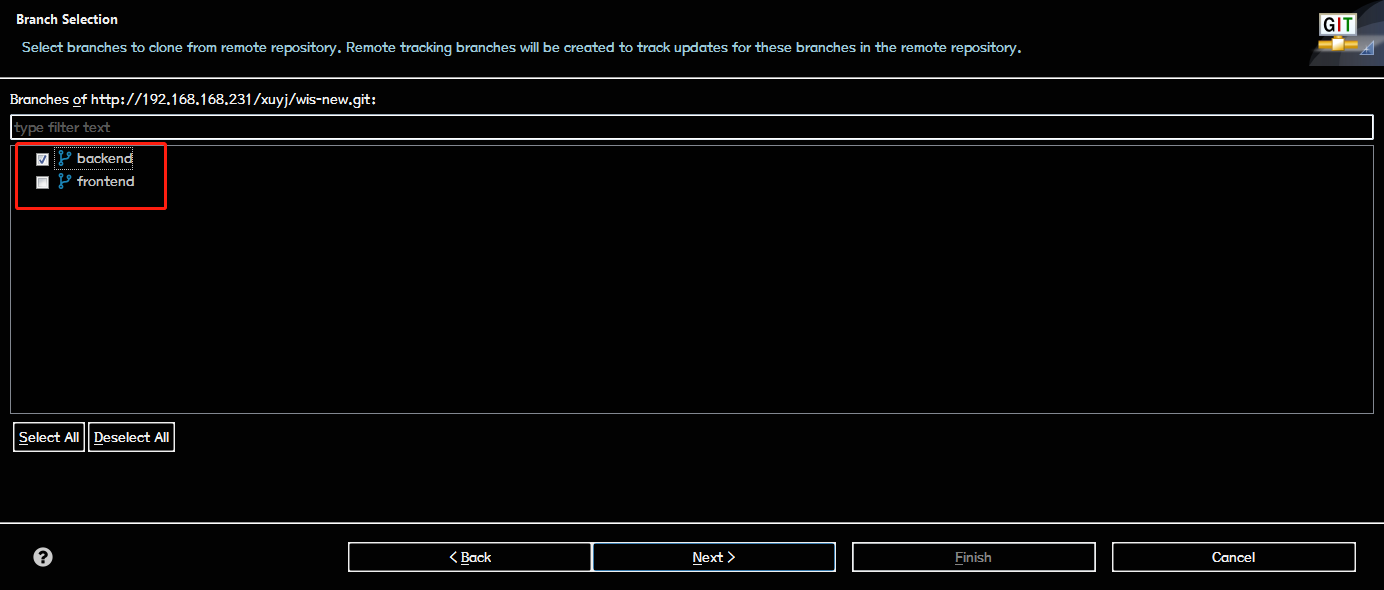 Branch Selection
Select branches to clone from remote repository. Remote tracking branches will be created to track updates for these branches in the remote repository.
GIT
Branches of http://192.168.168.231/xuyj/wis-new.git:
type filter text
backend
frontend
Select All Deselect All
? < Back Next > Finish Cancel